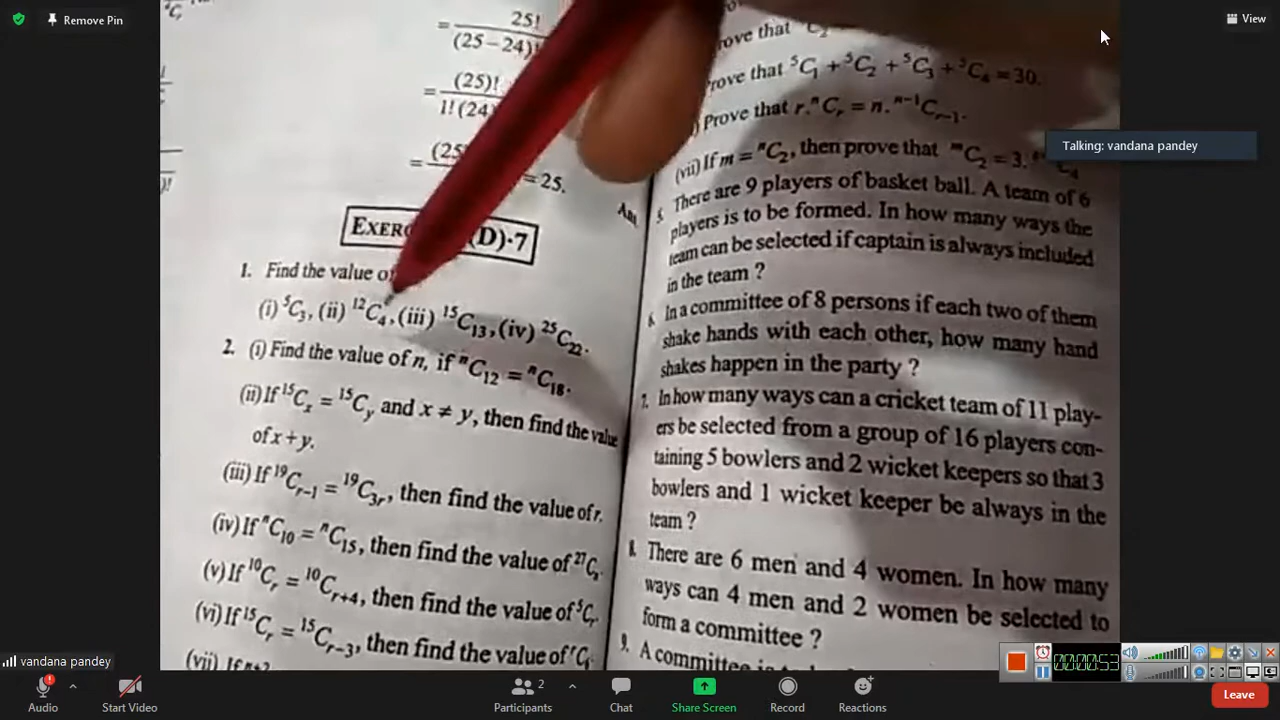 Remove Pin
View
= 25! / (25 – 24)!
= (25)! / 1! (24)
= (25 = 25.
Ans
(D)·7
1. Find the value of
(i) ⁵C₃, (ii) ¹²C₄, (iii) ¹⁵C₁₃, (iv) ²⁵C₂₂.
2. (i) Find the value of n, if ⁿC₁₂ = ⁿC₁₈.
(ii) If ¹⁵Cₓ = ¹⁵Cᵧ and x ≠ y, then find the value
of x + y.
(iii) If ¹⁹Cᵣ₋₁ = ¹⁹C₃ᵣ, then find the value of r.
(iv) If ⁿC₁₀ = ⁿC₁₅, then find the value of ²⁷Cₙ.
(v) If ¹⁰Cᵣ = ¹⁰Cᵣ₊₄, then find the value of ⁵Cᵣ.
(vi) If ¹⁵Cᵣ = ¹⁵Cᵣ₋₃, then find the value of
(vii) If
rove that
rove that ⁵C₁ + ⁵C₂ + ⁵C₃ + ⁵C₄ = 30.
) Prove that r.ⁿCᵣ = n.ⁿ⁻¹Cᵣ₋₁.
(vii) If m = ⁿC₂, then prove that ᵐC₂ = 3.
5. There are 9 players of basket ball. A team of 6
players is to be formed. In how many ways the
team can be selected if captain is always included
in the team ?
6. In a committee of 8 persons if each two of them
shake hands with each other, how many hand
shakes happen in the party ?
7. In how many ways can a cricket team of 11 play-
ers be selected from a group of 16 players con-
taining 5 bowlers and 2 wicket keepers so that 3
bowlers and 1 wicket keeper be always in the
team ?
8. There are 6 men and 4 women. In how many
ways can 4 men and 2 women be selected to
form a committee ?
9. A committee
Talking: vandana pandey
vandana pandey
00:00:53
Audio
Start Video
2
Participants
Chat
Share Screen
Record
Reactions
Leave